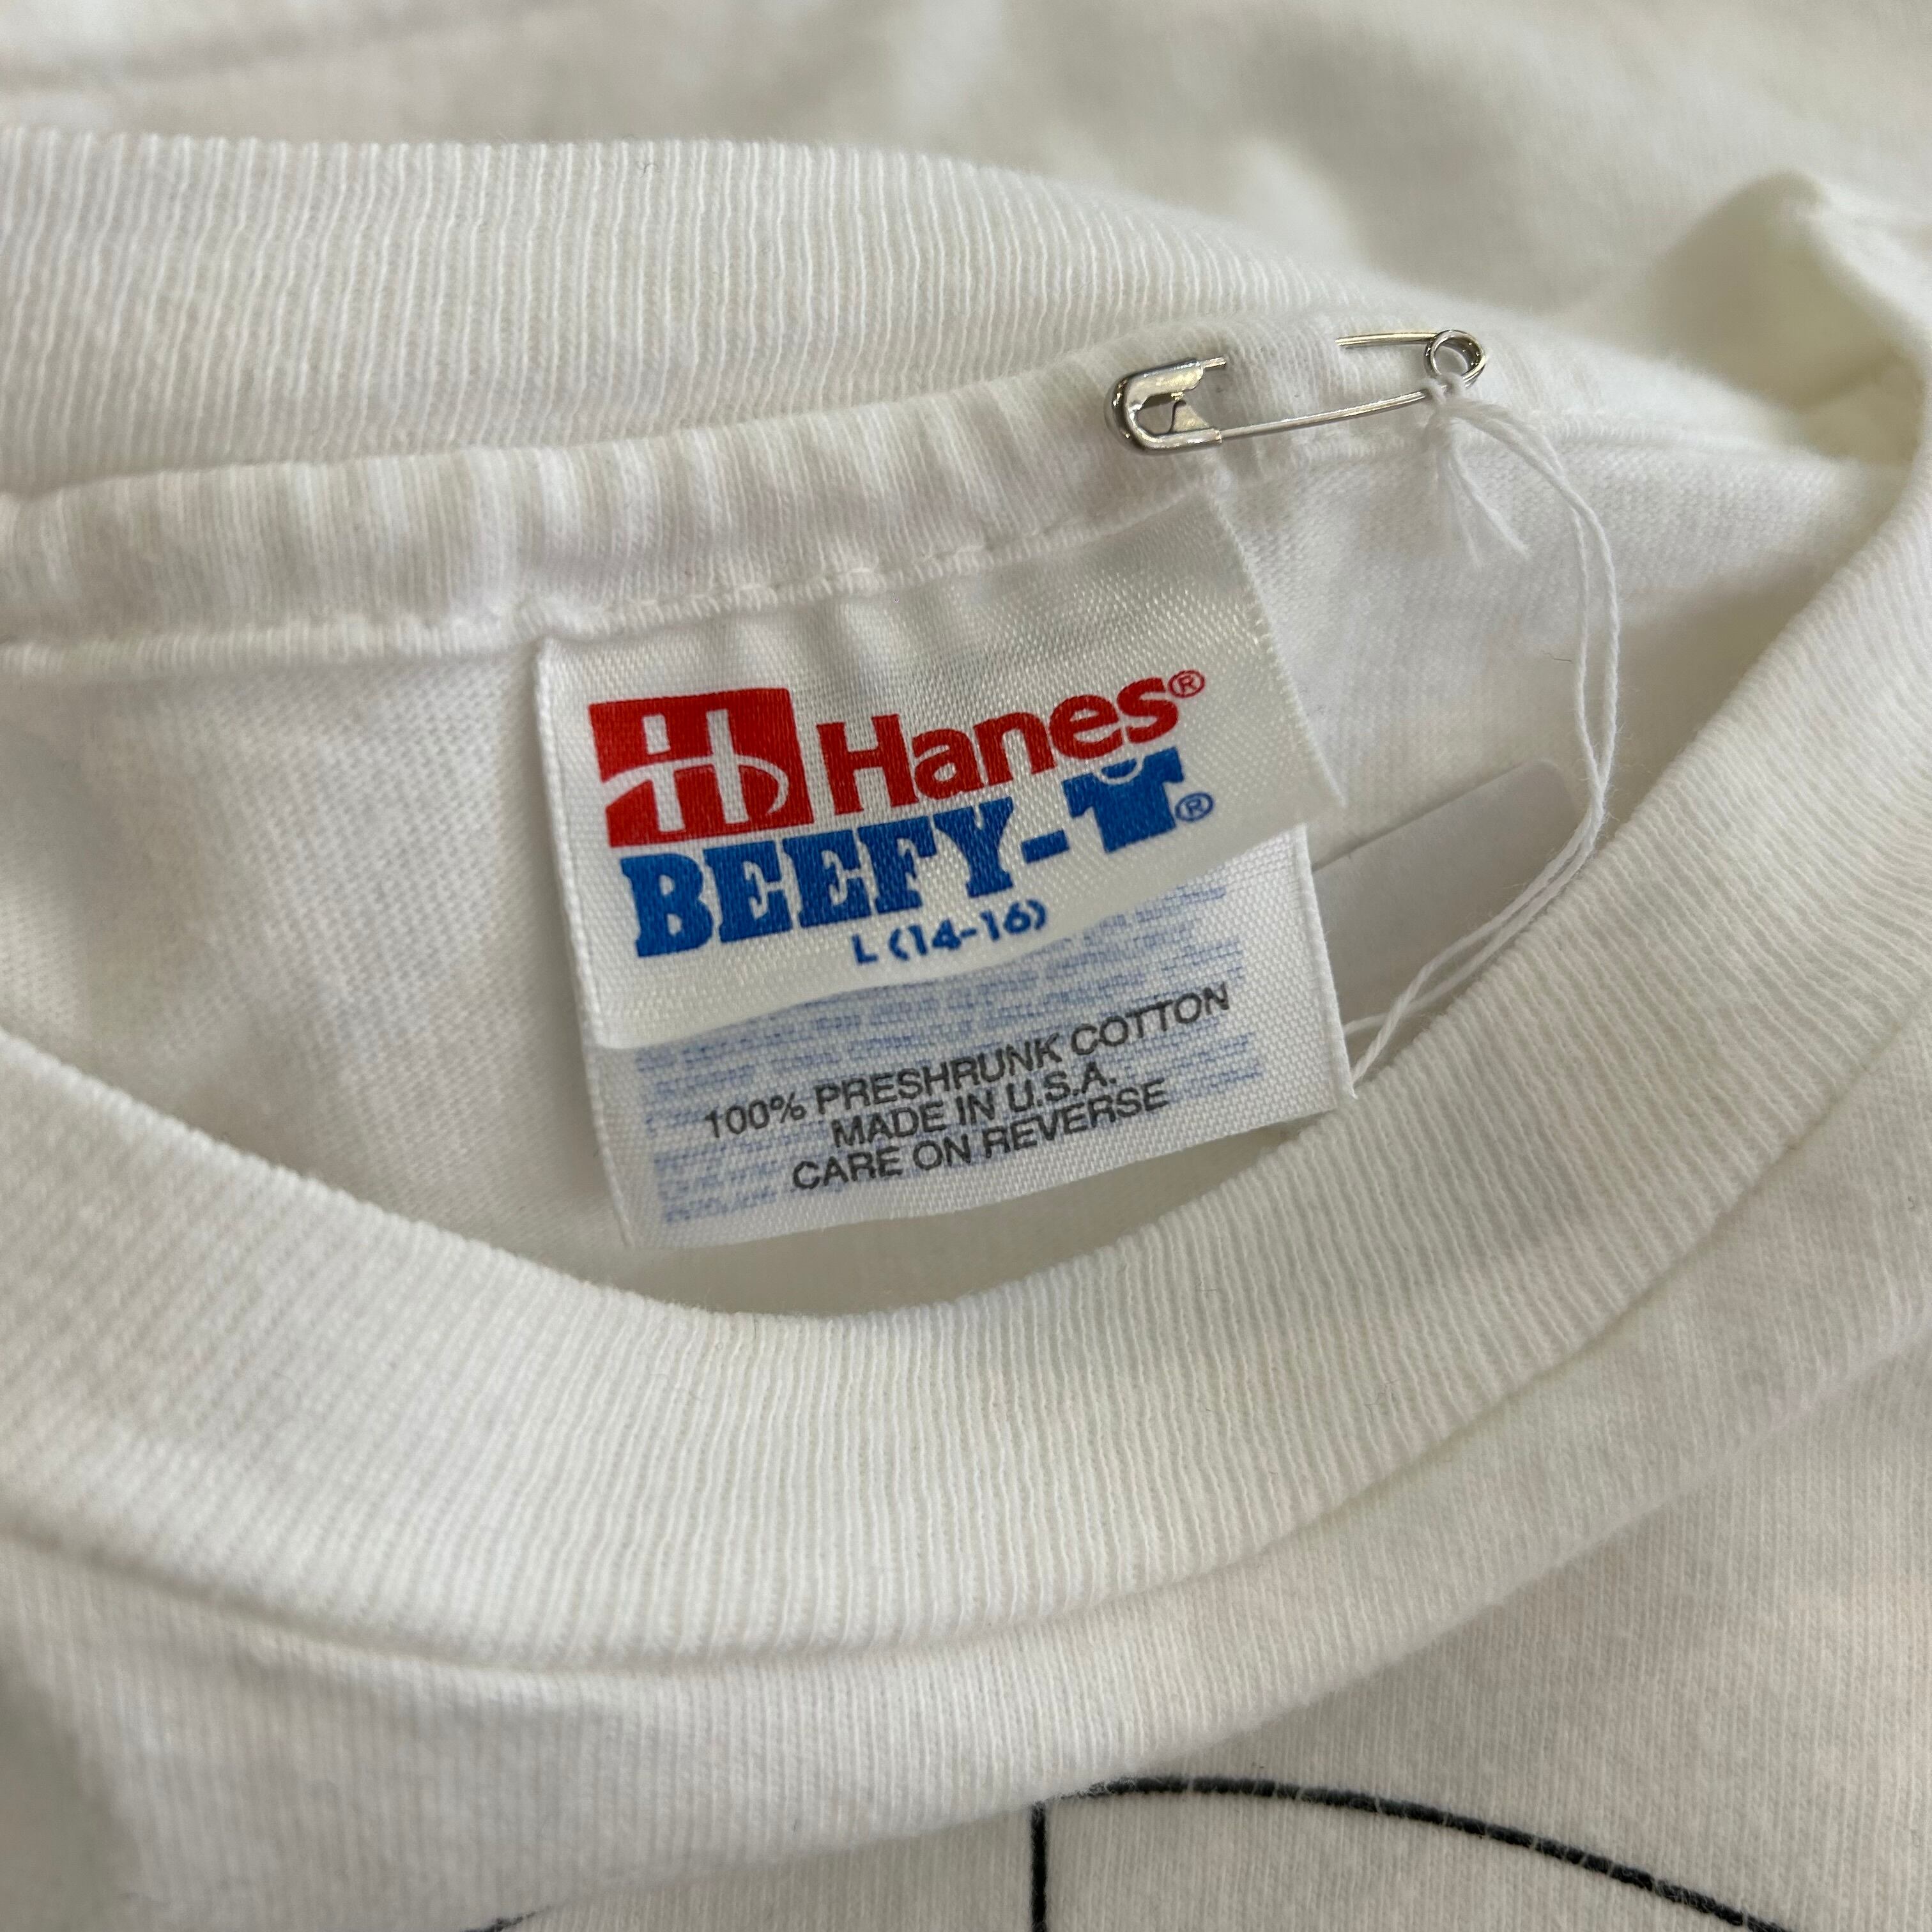 Hanes®
BEEFY-T®
L (14-16)
100% PRESHRUNK COTTON
MADE IN U.S.A.
CARE ON REVERSE